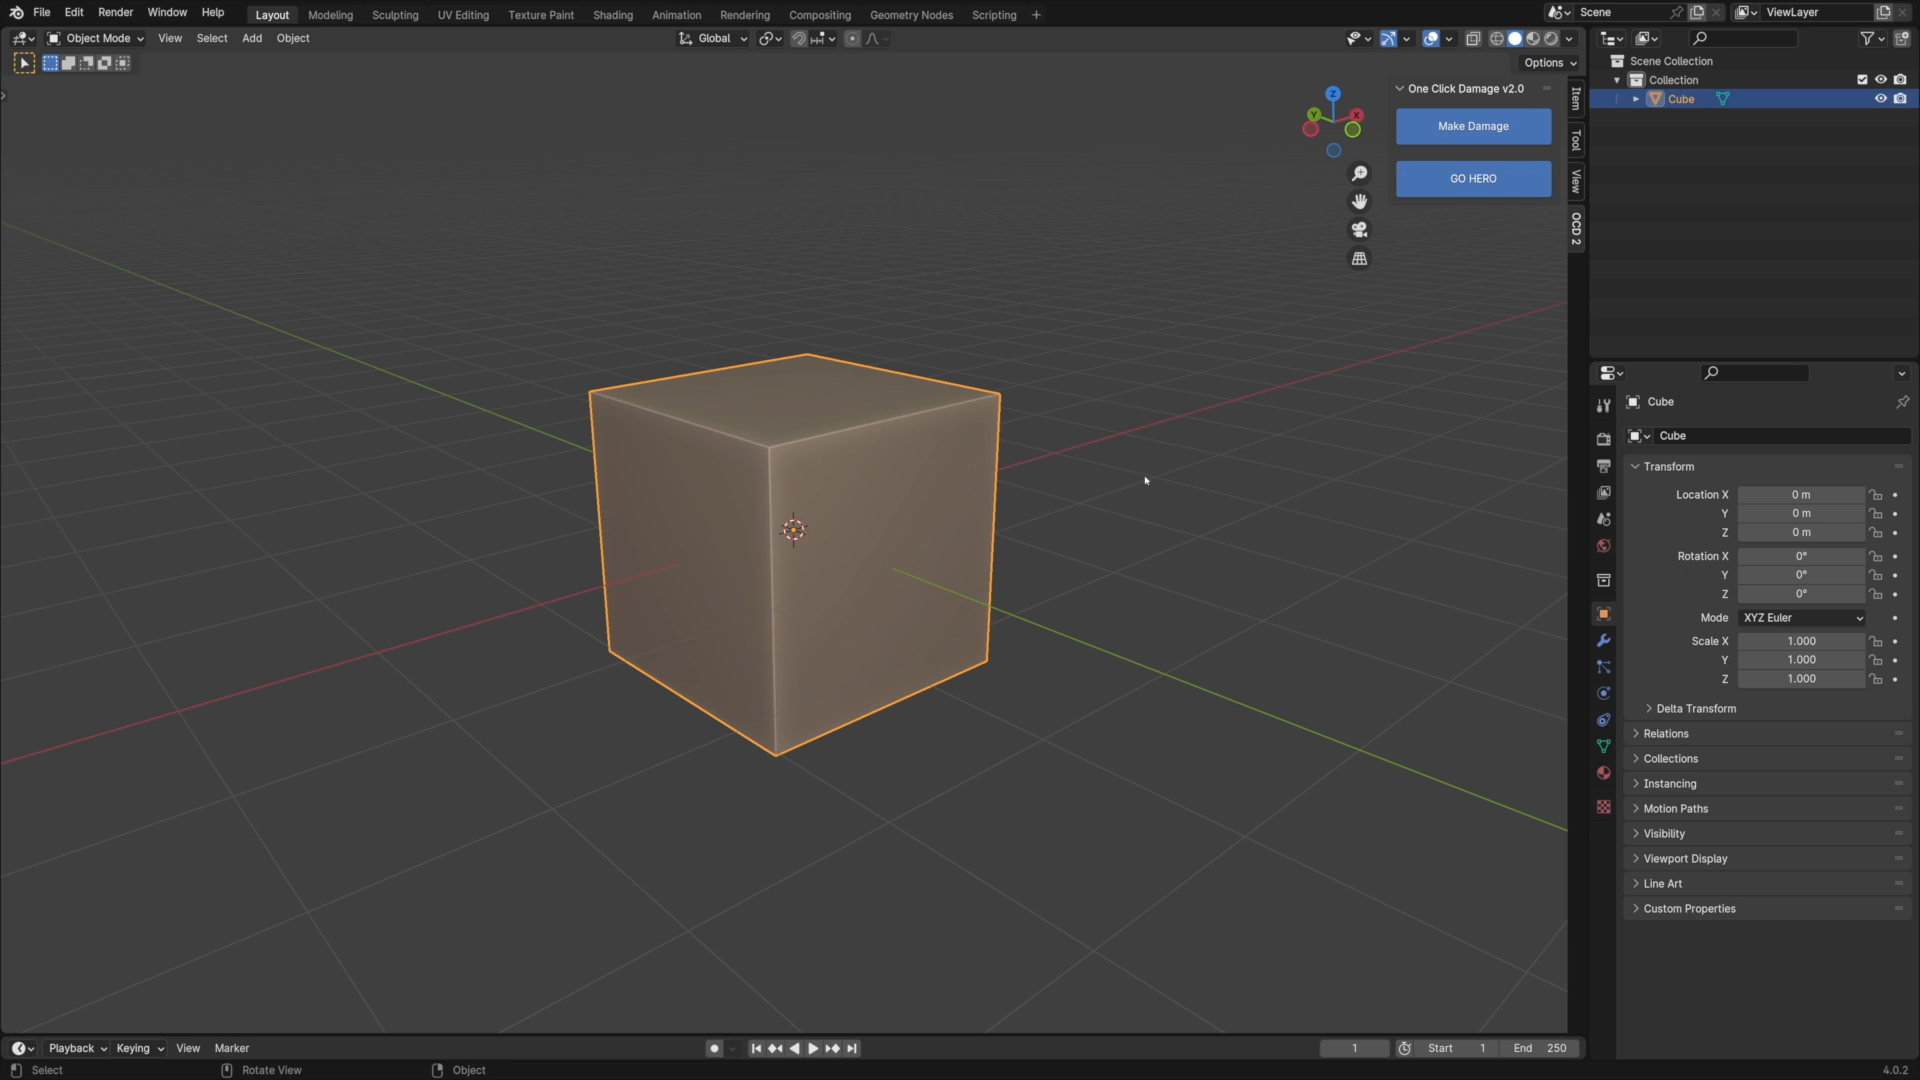 File Edit Render Window Help Layout Modeling Sculpting UV Editing Texture Paint Shading Animation Rendering Compositing Geometry Nodes Scripting + Scene ViewLayer
Object Mode View Select Add Object Global
Options
One Click Damage v2.0
Make Damage
GO HERO
Z
Y
X
Item
Tool
View
OCD 2
Scene Collection
Collection
Cube
Cube
Cube
Transform
Location X 0 m
Y 0 m
Z 0 m
Rotation X 0°
Y 0°
Z 0°
Mode XYZ Euler
Scale X 1.000
Y 1.000
Z 1.000
Delta Transform
Relations
Collections
Instancing
Motion Paths
Visibility
Viewport Display
Line Art
Custom Properties
Playback Keying View Marker 1 Start 1 End 250
Select Rotate View Object 4.0.2